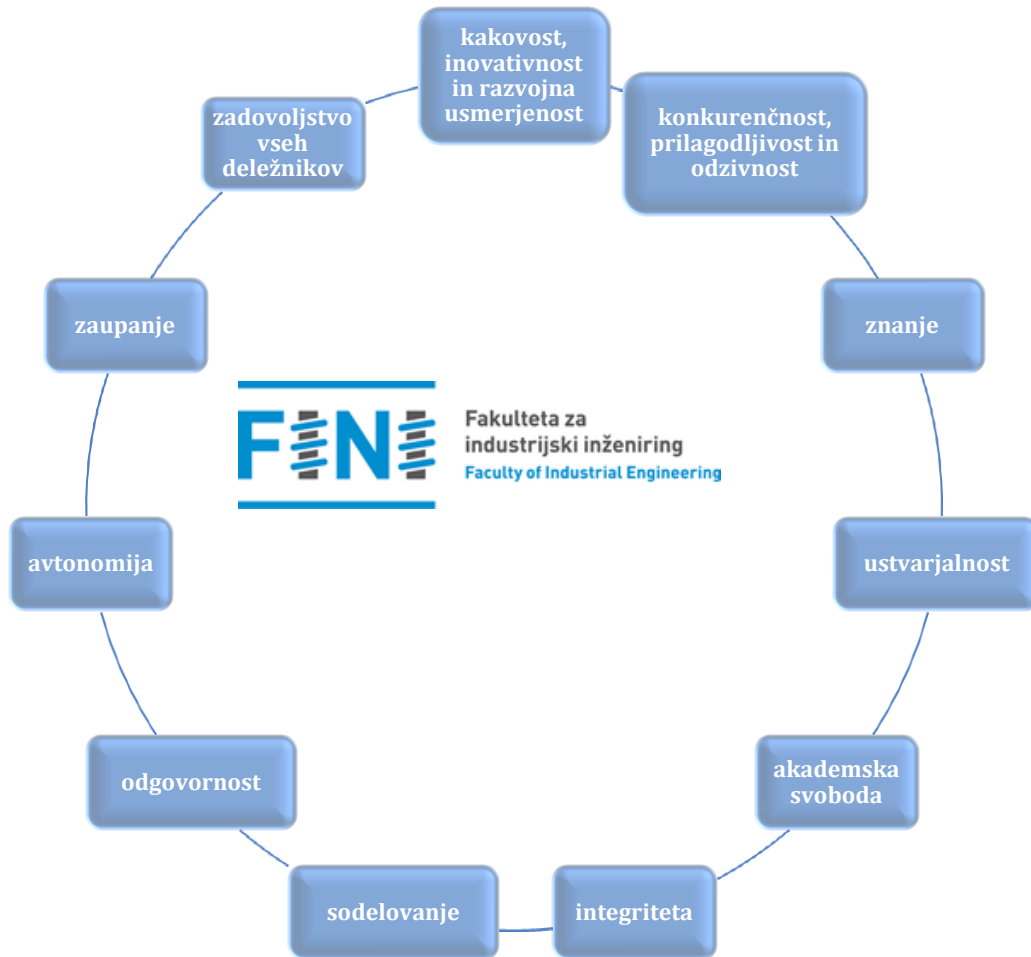 kakovost,
inovativnost
in razvojna
usmerjenost
konkurenčnost,
prilagodljivost in
odzivnost
znanje
ustvarjalnost
akademska
svoboda
integriteta
sodelovanje
odgovornost
avtonomija
zaupanje
zadovoljstvo
vseh
deležnikov
FINI
Fakulteta za
industrijski inženiring
Faculty of Industrial Engineering